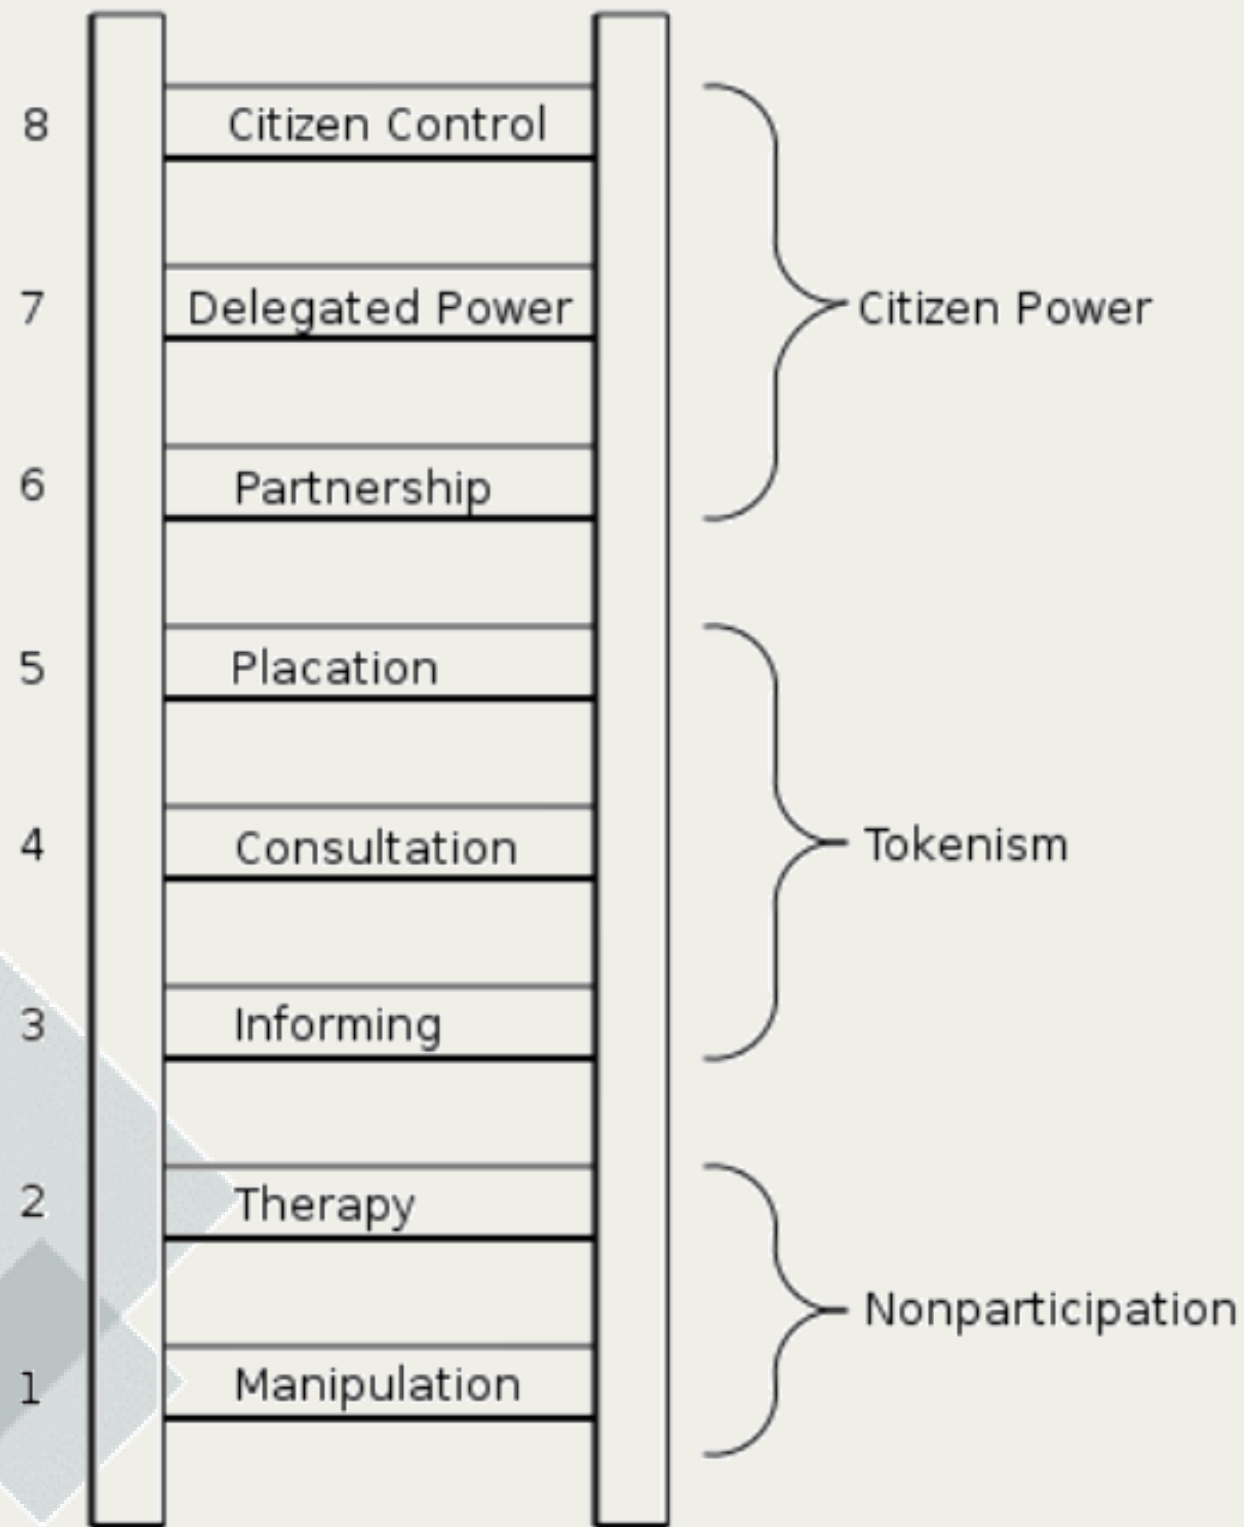 8 Citizen Control
7 Delegated Power
Citizen Power
6 Partnership
5 Placation
4 Consultation
Tokenism
3 Informing
2 Therapy
Nonparticipation
1 Manipulation